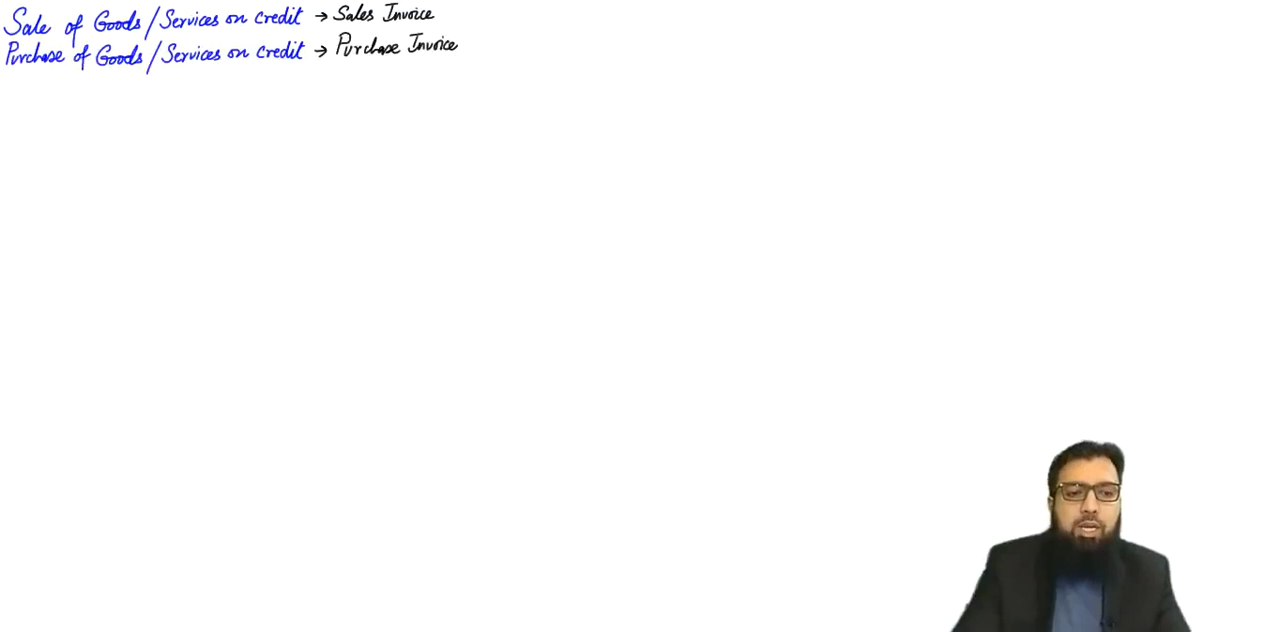 Sale of Goods/Services on credit → Sales Invoice
Purchase of Goods/Services on credit → Purchase Invoice